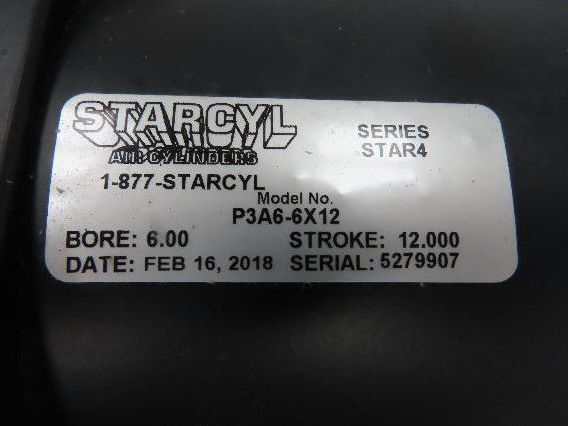 STARCYL
AIR CYLINDERS
SERIES
STAR4
1-877-STARCYL
Model No.
P3A6-6X12
BORE: 6.00 STROKE: 12.000
DATE: FEB 16, 2018 SERIAL: 5279907